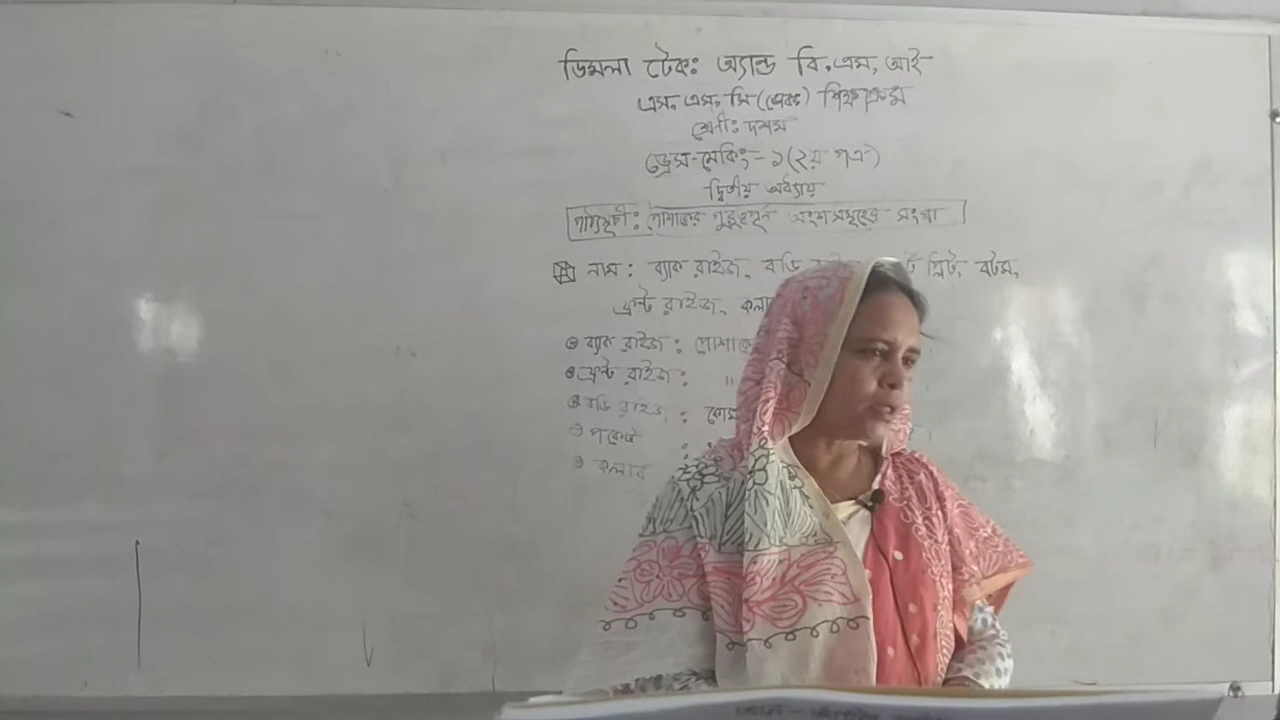 ডিমলা টেক: অ্যান্ড বি, এম, আই
এস, এস, সি (ভোকঃ) শিক্ষাক্রম
শ্রেণীঃ দশম
ড্রেস-মেকিং-১ (২য় পত্র)
দ্বিতীয় অধ্যায়
পাঠ্যসূচীঃ পোশাকের গুরুত্বপূর্ন অংশসমূহের সংজ্ঞা
নাম : ব্যাক রাইজ, বডি প্লিট, বটম,
ফ্রন্ট রাইজ,
ব্যাক রাইজ :
ফ্রন্ট রাইজ : "
বডি রাইজ :
পকেট :
কলার